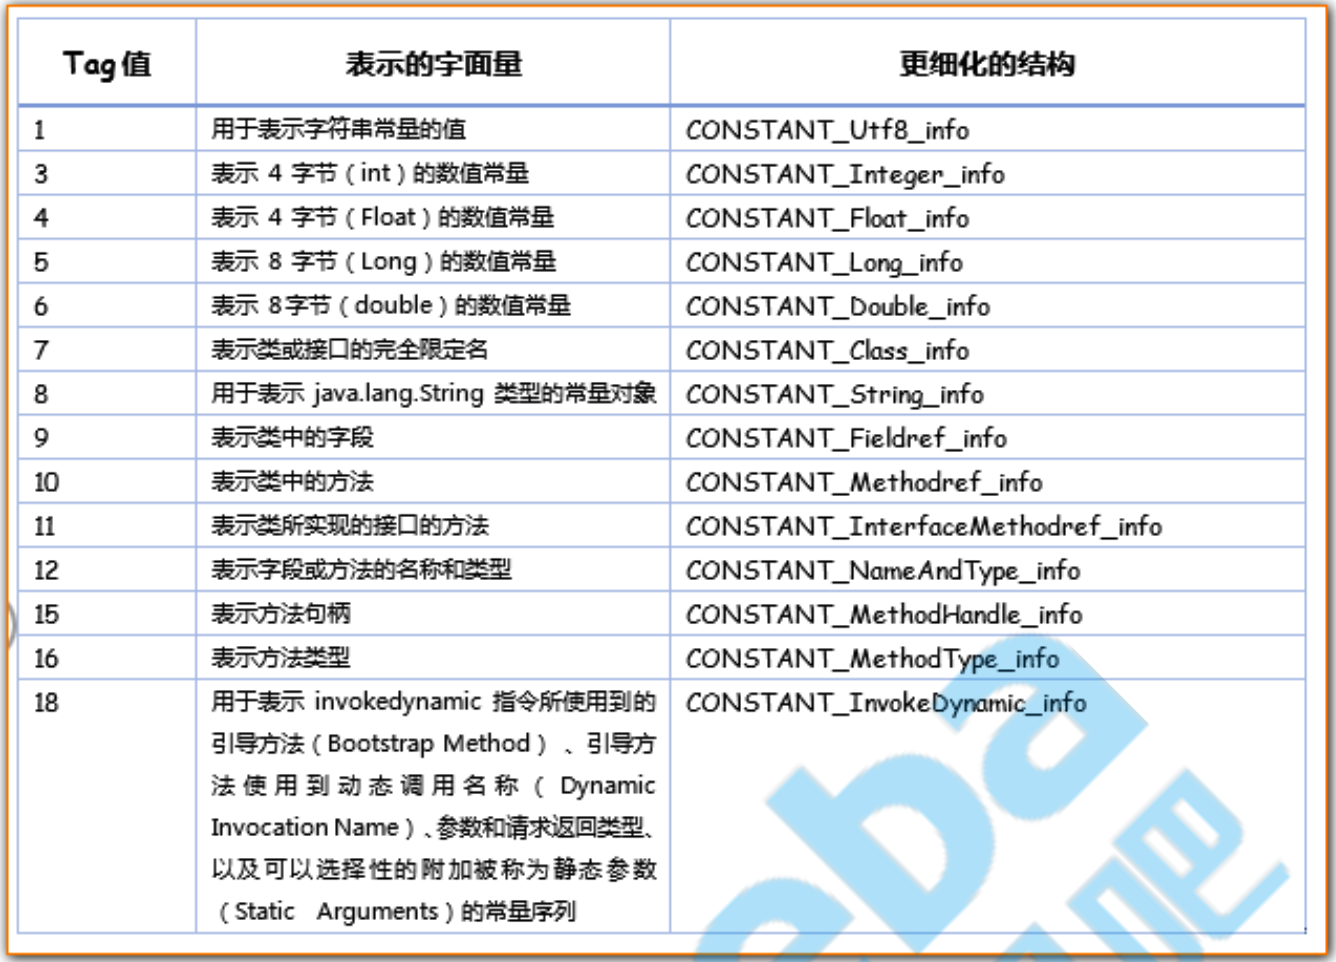 Tag值 表示的字面量 更细化的结构
1 用于表示字符串常量的值 CONSTANT_Utf8_info
3 表示 4 字节（int）的数值常量 CONSTANT_Integer_info
4 表示 4 字节（Float）的数值常量 CONSTANT_Float_info
5 表示 8 字节（Long）的数值常量 CONSTANT_Long_info
6 表示 8字节（double）的数值常量 CONSTANT_Double_info
7 表示类或接口的完全限定名 CONSTANT_Class_info
8 用于表示 java.lang.String 类型的常量对象 CONSTANT_String_info
9 表示类中的字段 CONSTANT_Fieldref_info
10 表示类中的方法 CONSTANT_Methodref_info
11 表示类所实现的接口的方法 CONSTANT_InterfaceMethodref_info
12 表示字段或方法的名称和类型 CONSTANT_NameAndType_info
15 表示方法句柄 CONSTANT_MethodHandle_info
16 表示方法类型 CONSTANT_MethodType_info
18 用于表示 invokedynamic 指令所使用到的 CONSTANT_InvokeDynamic_info
引导方法（Bootstrap Method）、引导方
法使用到动态调用名称（Dynamic
Invocation Name）、参数和请求返回类型、
以及可以选择性的附加被称为静态参数
（Static Arguments）的常量序列
eba
吧